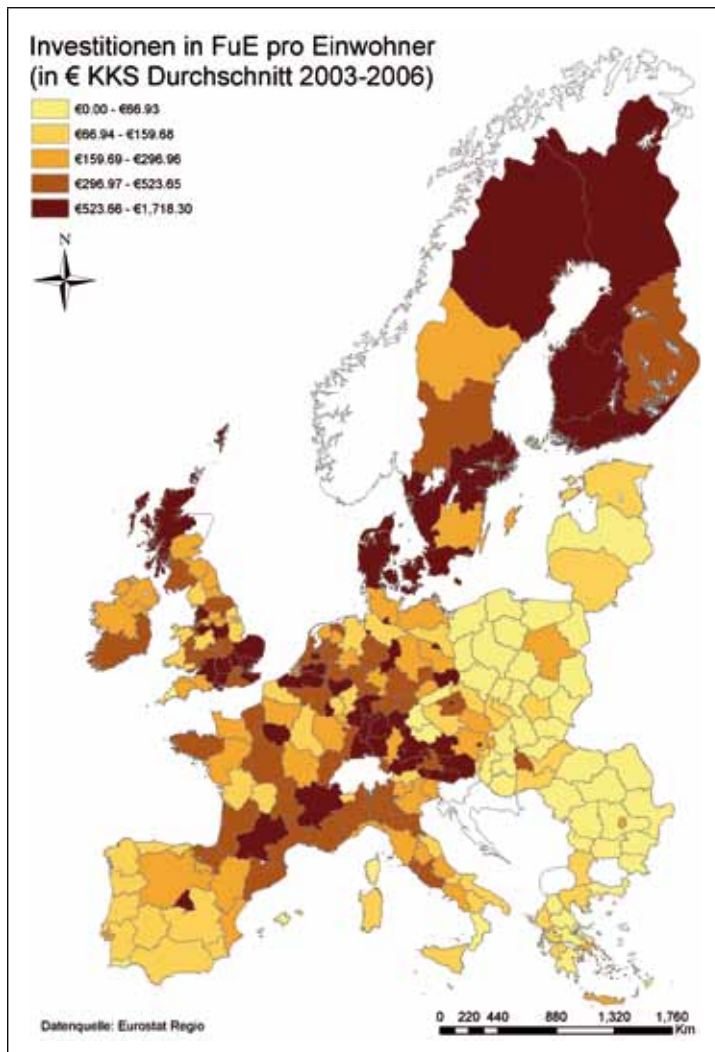 Investitionen in FuE pro Einwohner
(in € KKS Durchschnitt 2003-2006)
€0.00 - €66.93
€66.94 - €159.68
€159.69 - €296.96
€296.97 - €523.65
€523.66 - €1,718.30
N
Datenquelle: Eurostat Regio
0 220 440 880 1,320 1,760
Km